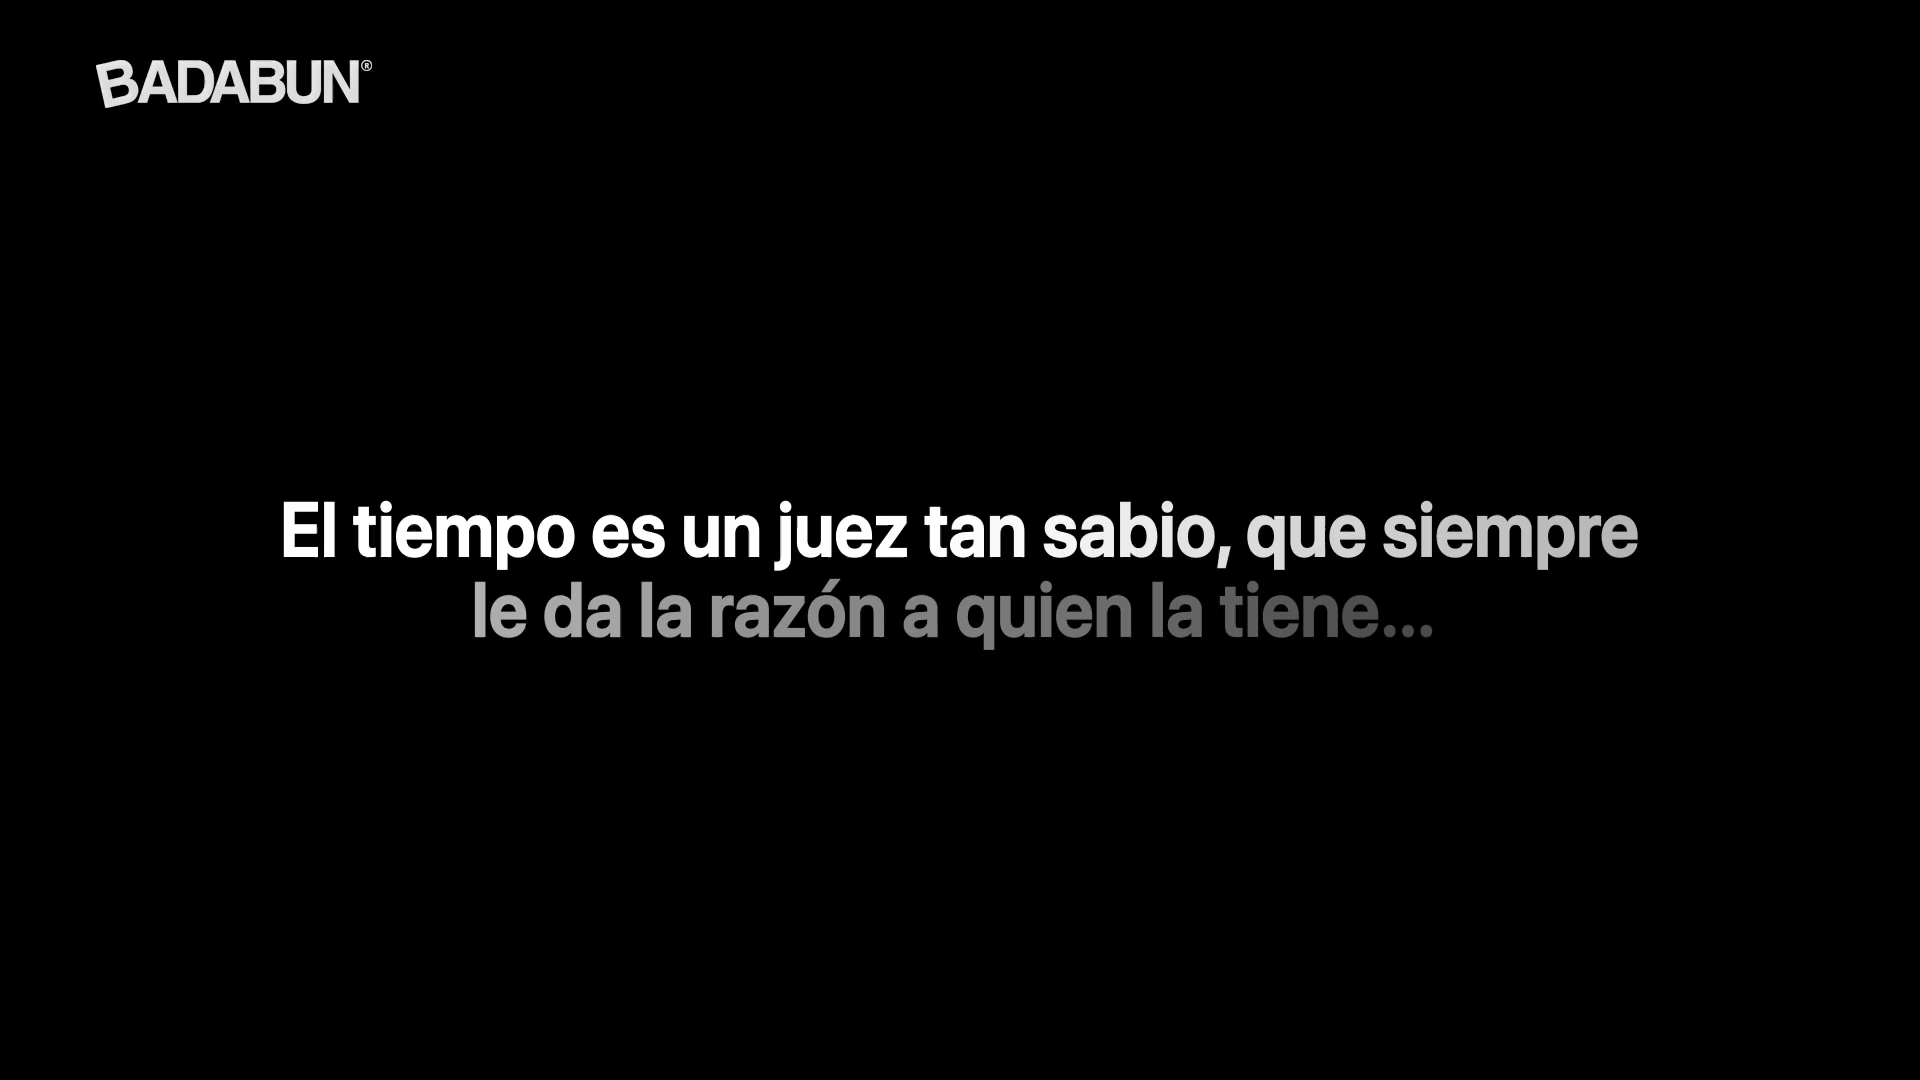 BADABUN®
El tiempo es un juez tan sabio, que siempre
le da la razón a quien la tiene...